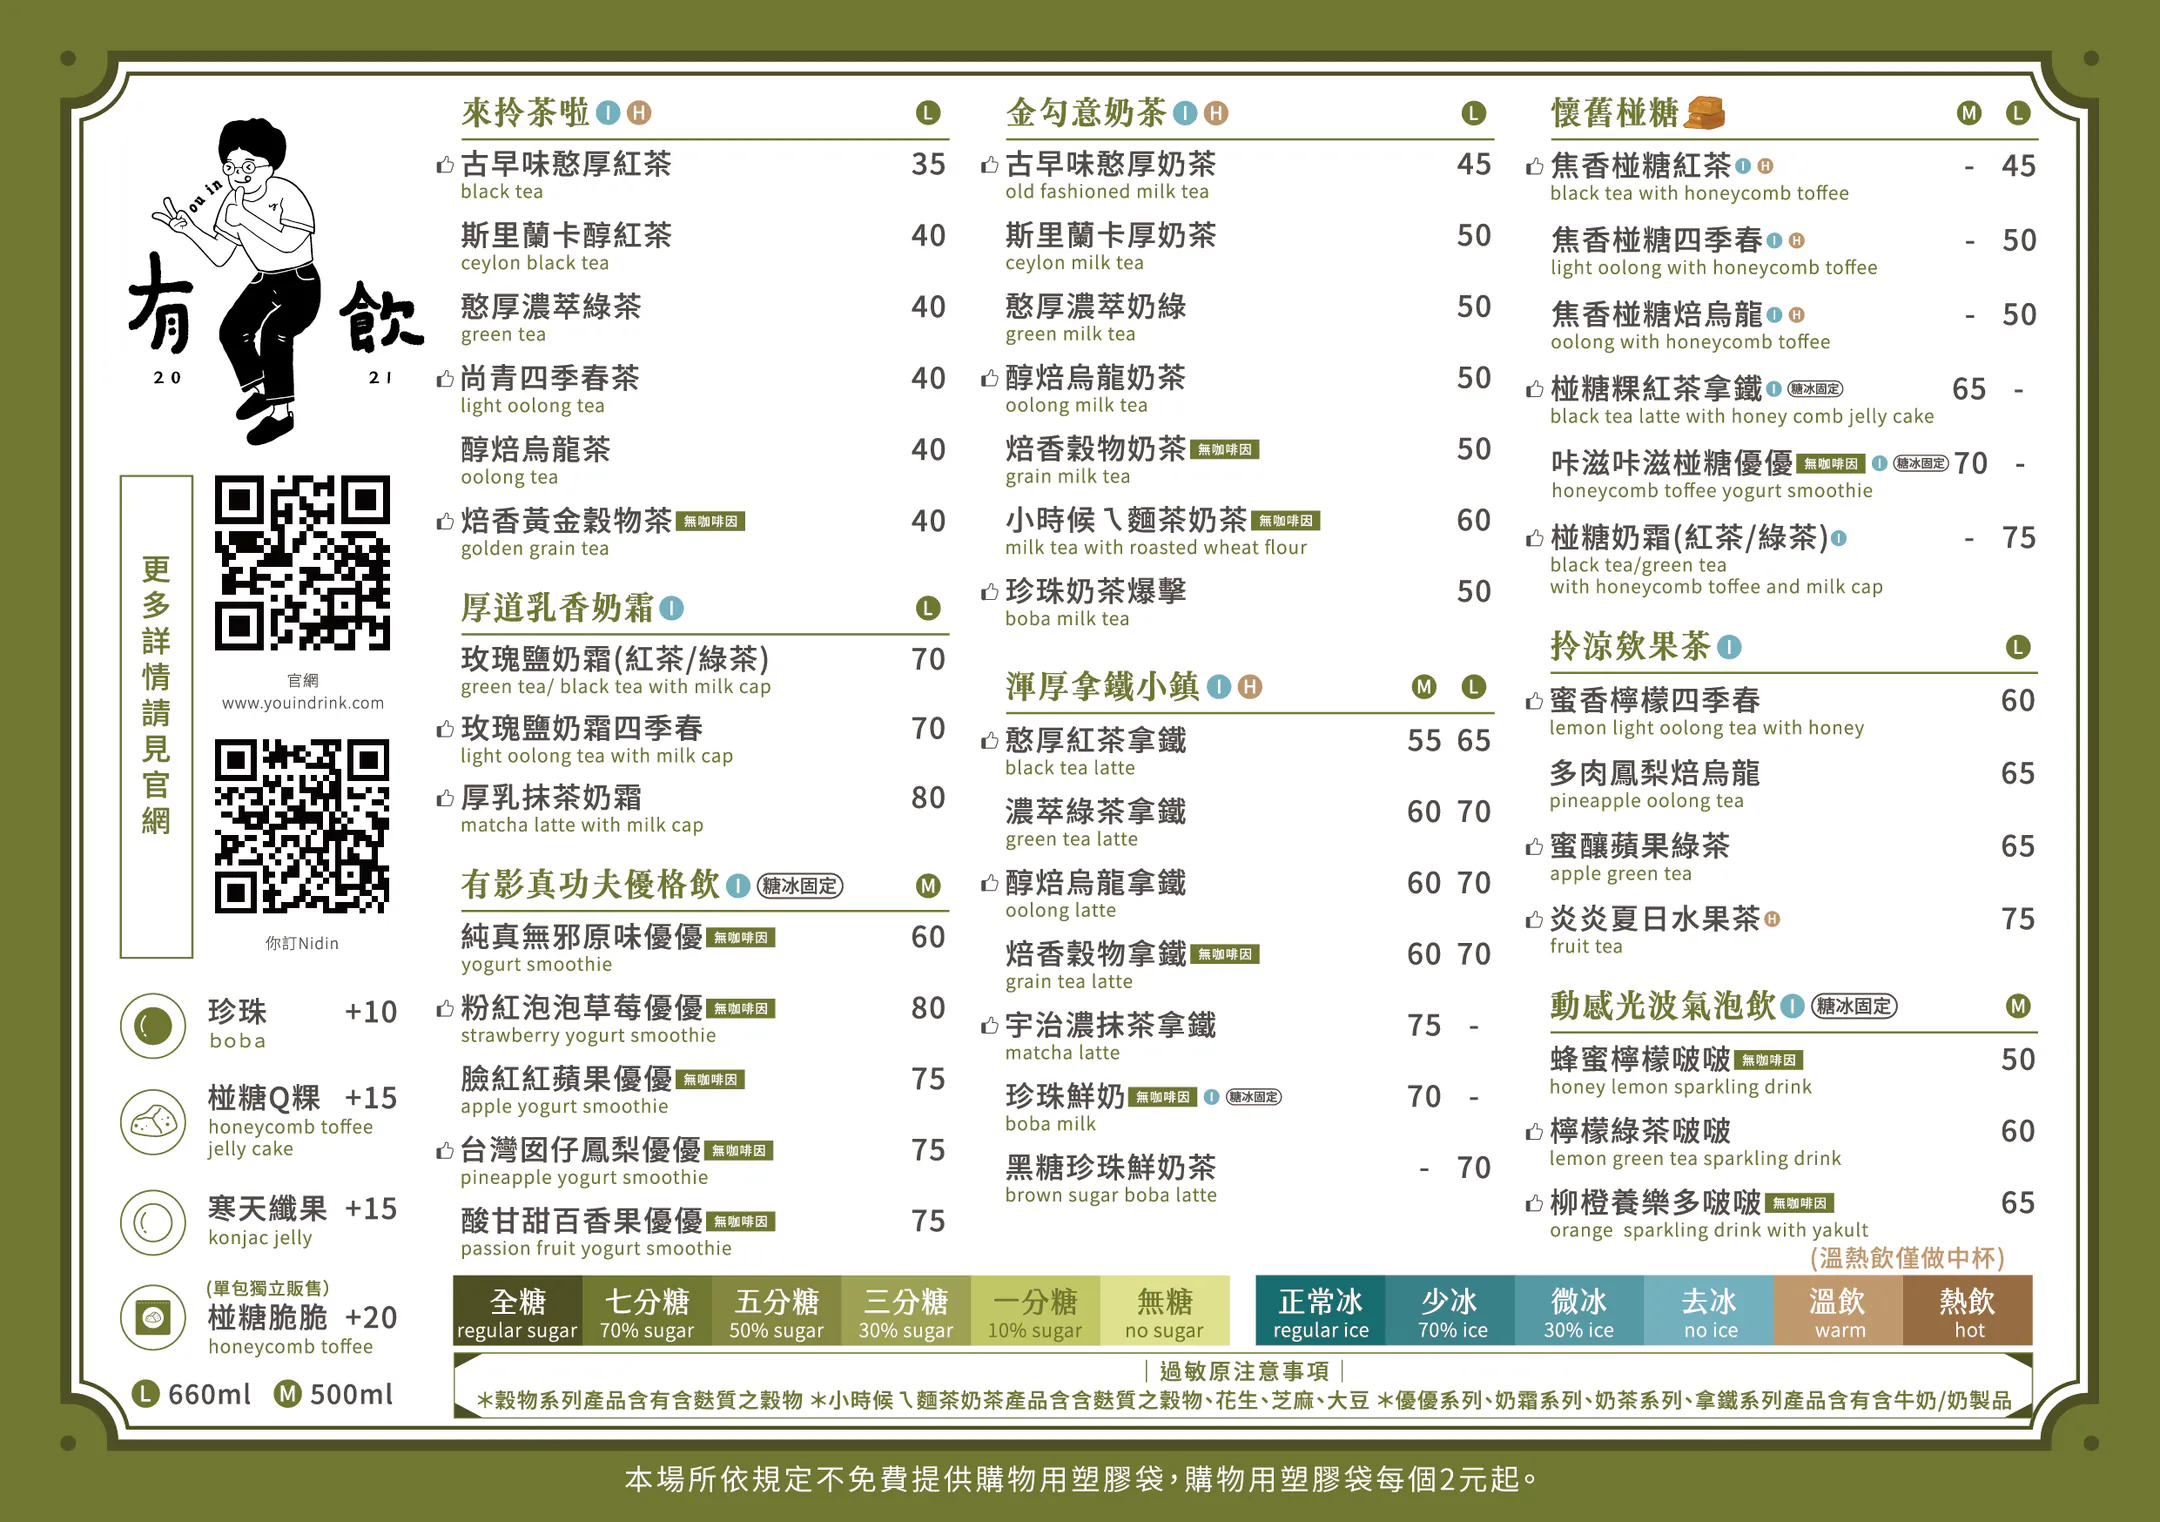 you in
有飲
20 21
更多詳情請見官網
官網
www.youindrink.com
你訂Nidin
珍珠 +10
boba
椪糖Q粿 +15
honeycomb toffee
jelly cake
寒天纖果 +15
konjac jelly
(單包獨立販售)
椪糖脆脆 +20
honeycomb toffee
L 660ml M 500ml
來拎茶啦 I H L
古早味憨厚紅茶 35
black tea
斯里蘭卡醇紅茶 40
ceylon black tea
憨厚濃萃綠茶 40
green tea
尚青四季春茶 40
light oolong tea
醇焙烏龍茶 40
oolong tea
焙香黃金穀物茶 無咖啡因 40
golden grain tea
厚道乳香奶霜 I L
玫瑰鹽奶霜(紅茶/綠茶) 70
green tea/ black tea with milk cap
玫瑰鹽奶霜四季春 70
light oolong tea with milk cap
厚乳抹茶奶霜 80
matcha latte with milk cap
有影真功夫優格飲 I 糖冰固定 M
純真無邪原味優優 無咖啡因 60
yogurt smoothie
粉紅泡泡草莓優優 無咖啡因 80
strawberry yogurt smoothie
臉紅紅蘋果優優 無咖啡因 75
apple yogurt smoothie
台灣囡仔鳳梨優優 無咖啡因 75
pineapple yogurt smoothie
酸甘甜百香果優優 無咖啡因 75
passion fruit yogurt smoothie
金勾意奶茶 I H L
古早味憨厚奶茶 45
old fashioned milk tea
斯里蘭卡厚奶茶 50
ceylon milk tea
憨厚濃萃奶綠 50
green milk tea
醇焙烏龍奶茶 50
oolong milk tea
焙香穀物奶茶 無咖啡因 50
grain milk tea
小時候ㄟ麵茶奶茶 無咖啡因 60
milk tea with roasted wheat flour
珍珠奶茶爆擊 50
boba milk tea
渾厚拿鐵小鎮 I H M L
憨厚紅茶拿鐵 55 65
black tea latte
濃萃綠茶拿鐵 60 70
green tea latte
醇焙烏龍拿鐵 60 70
oolong latte
焙香穀物拿鐵 無咖啡因 60 70
grain tea latte
宇治濃抹茶拿鐵 75 -
matcha latte
珍珠鮮奶 無咖啡因 I 糖冰固定 70 -
boba milk
黑糖珍珠鮮奶茶 - 70
brown sugar boba latte
懷舊椪糖 M L
焦香椪糖紅茶 I H - 45
black tea with honeycomb toffee
焦香椪糖四季春 I H - 50
light oolong with honeycomb toffee
焦香椪糖焙烏龍 I H - 50
oolong with honeycomb toffee
椪糖粿紅茶拿鐵 I 糖冰固定 65 -
black tea latte with honey comb jelly cake
咔滋咔滋椪糖優優 無咖啡因 I 糖冰固定 70 -
honeycomb toffee yogurt smoothie
椪糖奶霜(紅茶/綠茶) I - 75
black tea/green tea
with honeycomb toffee and milk cap
拎涼欸果茶 I L
蜜香檸檬四季春 60
lemon light oolong tea with honey
多肉鳳梨焙烏龍 65
pineapple oolong tea
蜜釀蘋果綠茶 65
apple green tea
炎炎夏日水果茶 H 75
fruit tea
動感光波氣泡飲 I 糖冰固定 M
蜂蜜檸檬啵啵 無咖啡因 50
honey lemon sparkling drink
檸檬綠茶啵啵 60
lemon green tea sparkling drink
柳橙養樂多啵啵 無咖啡因 65
orange sparkling drink with yakult
(溫熱飲僅做中杯)
全糖 七分糖 五分糖 三分糖 一分糖 無糖
regular sugar 70% sugar 50% sugar 30% sugar 10% sugar no sugar
正常冰 少冰 微冰 去冰 溫飲 熱飲
regular ice 70% ice 30% ice no ice warm hot
｜過敏原注意事項｜
＊穀物系列產品含有含麩質之穀物 ＊小時候ㄟ麵茶奶茶產品含含麩質之穀物、花生、芝麻、大豆 ＊優優系列、奶霜系列、奶茶系列、拿鐵系列產品含有含牛奶/奶製品
本場所依規定不免費提供購物用塑膠袋，購物用塑膠袋每個2元起。